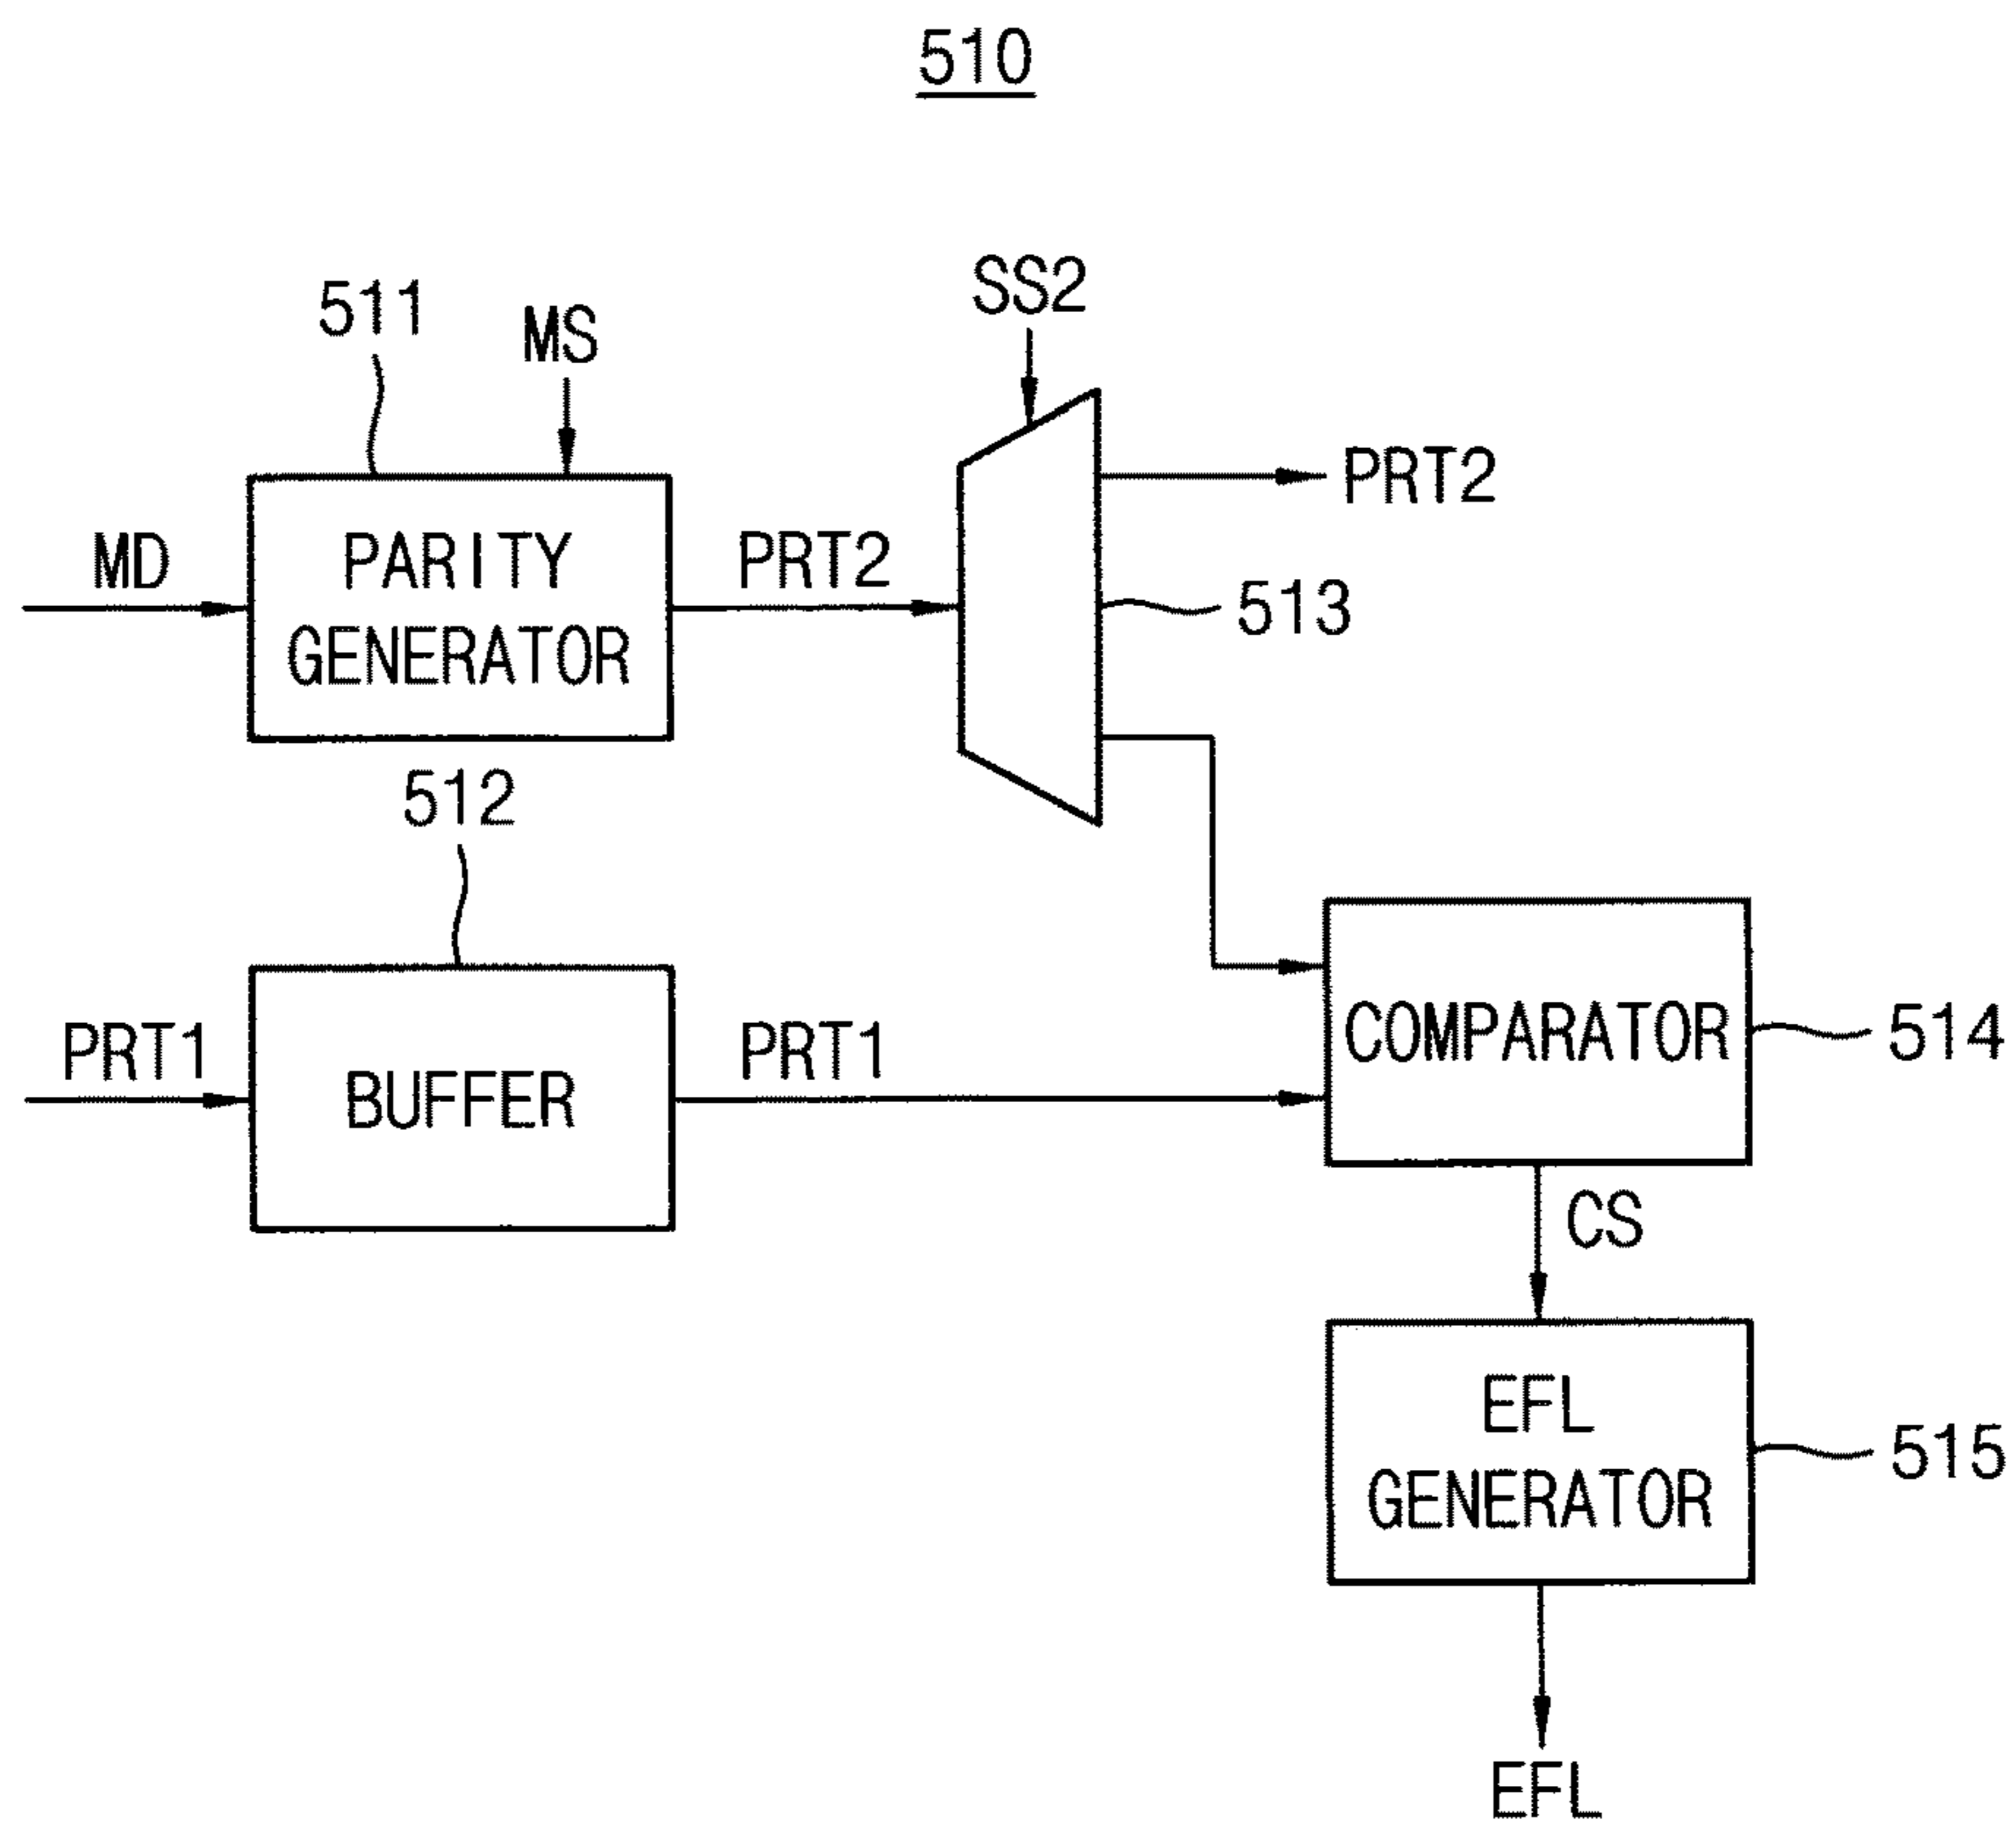 510
SS2
511
MS
PRT2
MD
PARITY
GENERATOR
PRT2
513
512
PRT1
BUFFER
PRT1
COMPARATOR
514
CS
EFL
GENERATOR
515
EFL